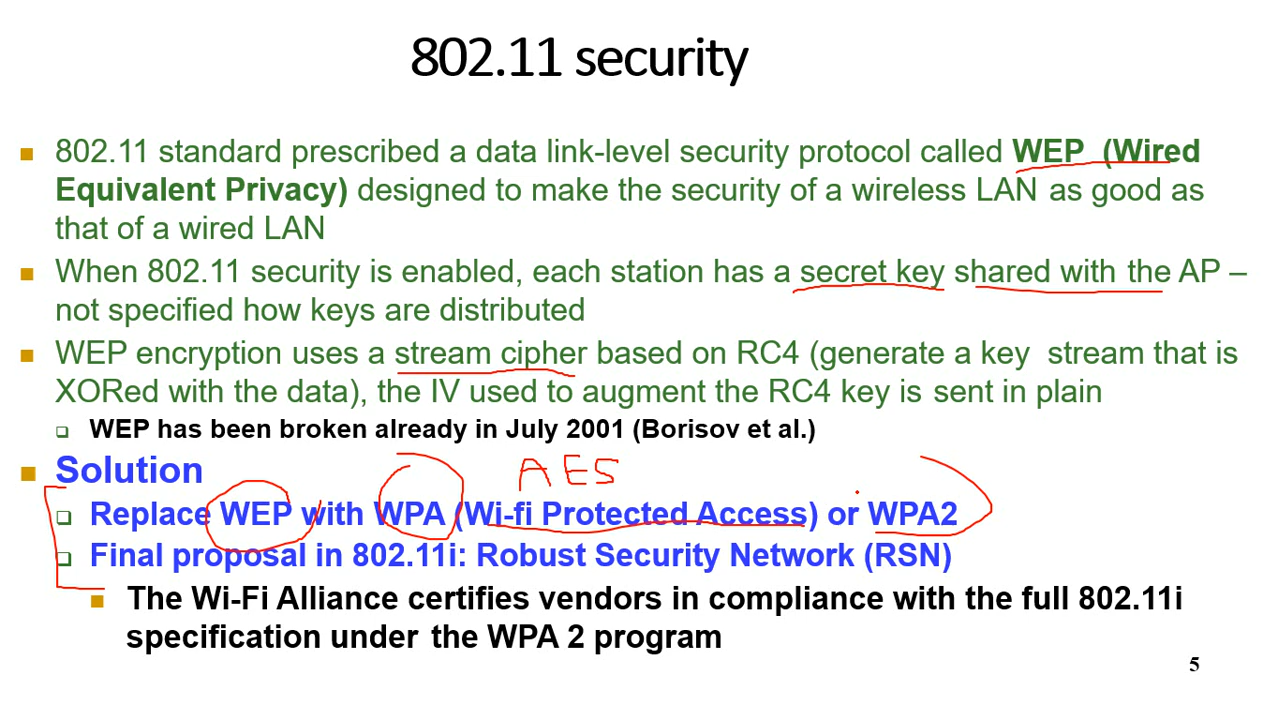 802.11 security
802.11 standard prescribed a data link-level security protocol called WEP (Wired
Equivalent Privacy) designed to make the security of a wireless LAN as good as
that of a wired LAN
When 802.11 security is enabled, each station has a secret key shared with the AP –
not specified how keys are distributed
WEP encryption uses a stream cipher based on RC4 (generate a key stream that is
XORed with the data), the IV used to augment the RC4 key is sent in plain
WEP has been broken already in July 2001 (Borisov et al.)
Solution
AES
Replace WEP with WPA (Wi-fi Protected Access) or WPA2
Final proposal in 802.11i: Robust Security Network (RSN)
The Wi-Fi Alliance certifies vendors in compliance with the full 802.11i
specification under the WPA 2 program
5